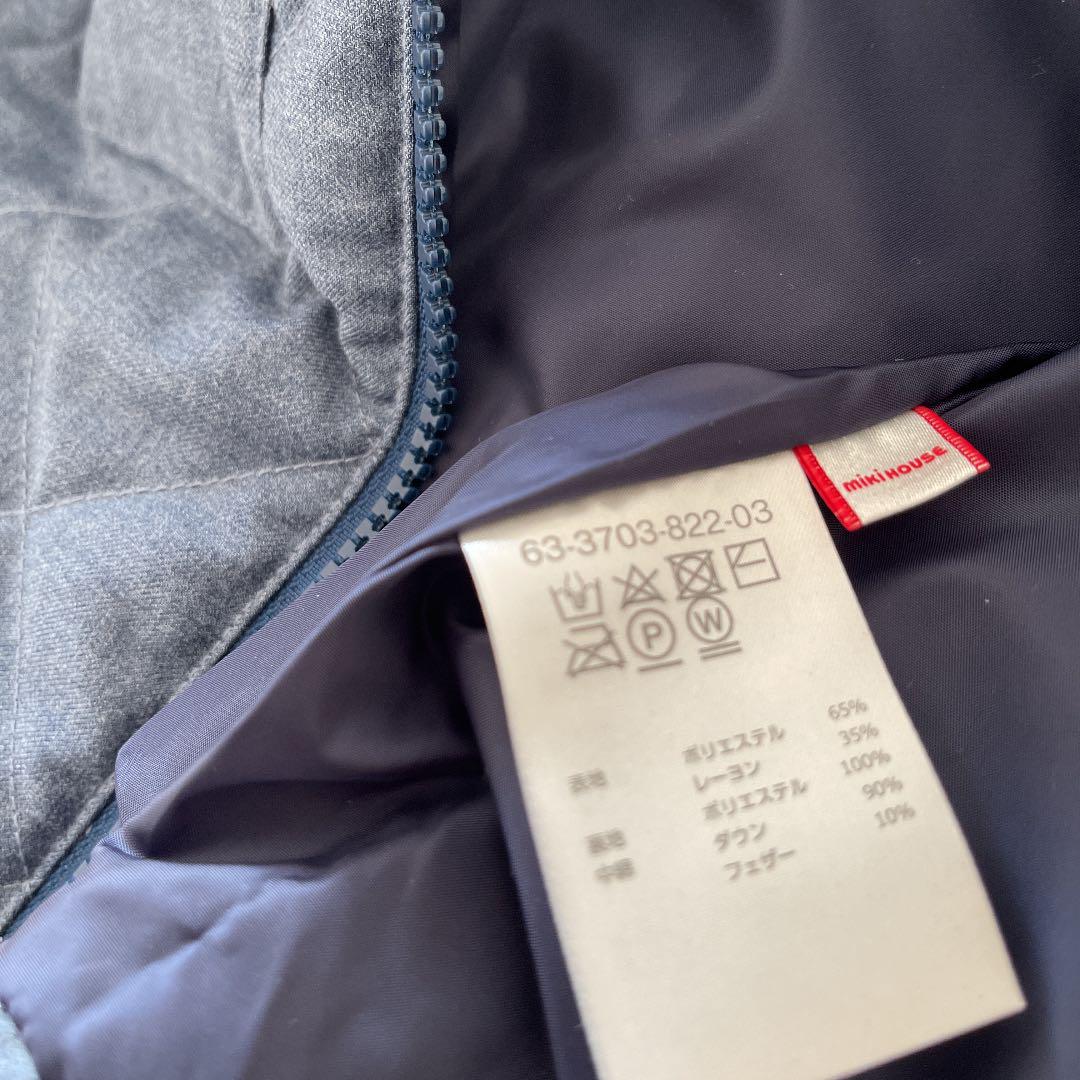 miki HOUSE
63-3703-822-03
P W
表地 ポリエステル 65%
レーヨン 35%
裏地 ポリエステル 100%
中綿 ダウン 90%
フェザー 10%